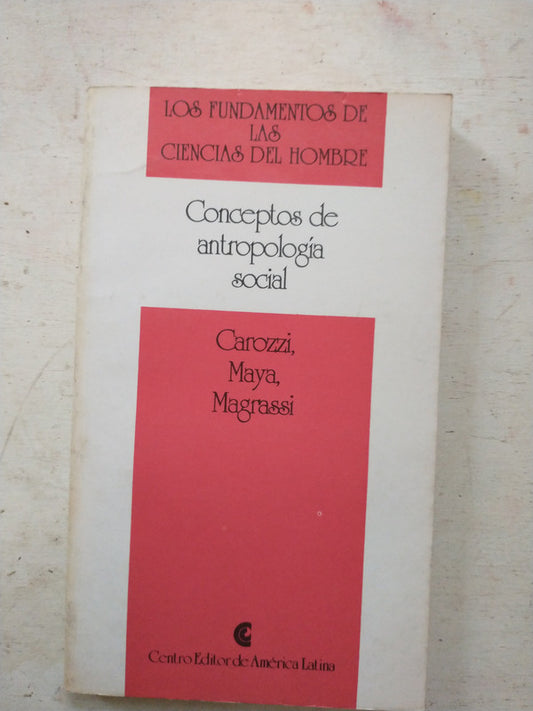 LOS FUNDAMENTOS DE
LAS
CIENCIAS DEL HOMBRE
Conceptos de
antropología
social
Carozzi,
Maya,
Magrassi
Centro Editor de América Latina